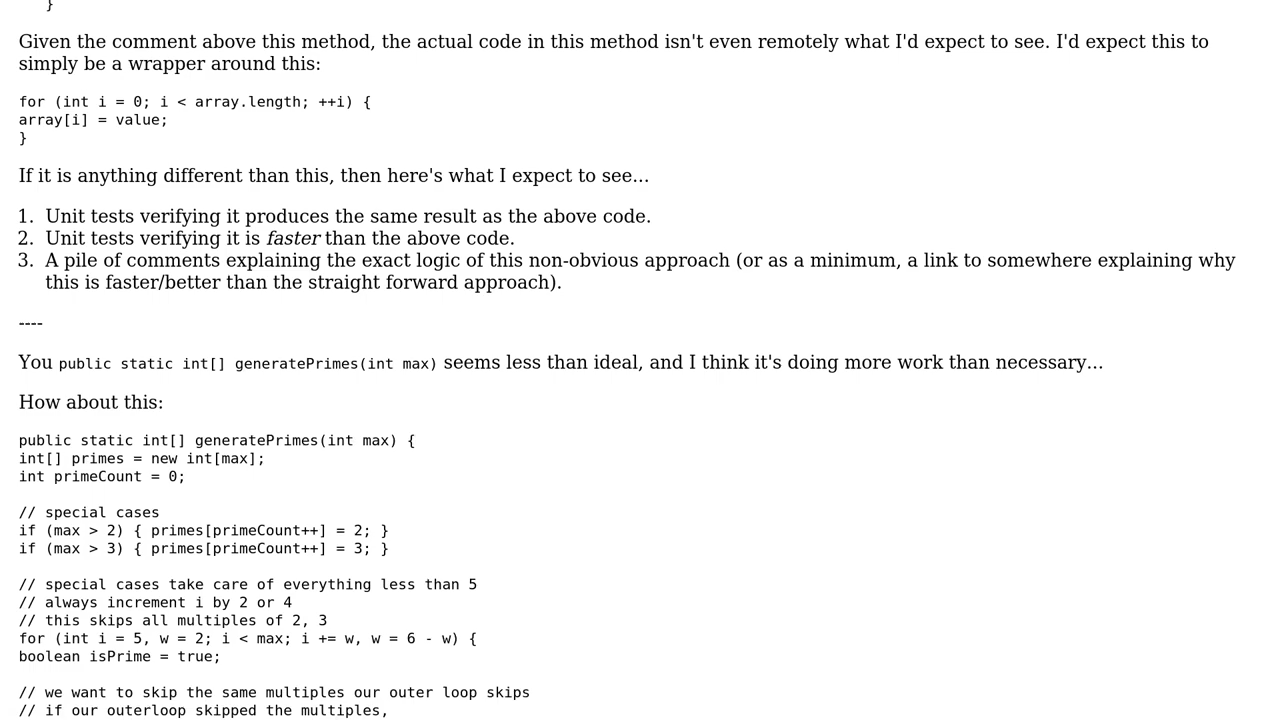 }
Given the comment above this method, the actual code in this method isn't even remotely what I'd expect to see. I'd expect this to
simply be a wrapper around this:
for (int i = 0; i < array.length; ++i) {
array[i] = value;
}
If it is anything different than this, then here's what I expect to see...
1. Unit tests verifying it produces the same result as the above code.
2. Unit tests verifying it is faster than the above code.
3. A pile of comments explaining the exact logic of this non-obvious approach (or as a minimum, a link to somewhere explaining why
this is faster/better than the straight forward approach).
----
You public static int[] generatePrimes(int max) seems less than ideal, and I think it's doing more work than necessary...
How about this:
public static int[] generatePrimes(int max) {
int[] primes = new int[max];
int primeCount = 0;
// special cases
if (max > 2) { primes[primeCount++] = 2; }
if (max > 3) { primes[primeCount++] = 3; }
// special cases take care of everything less than 5
// always increment i by 2 or 4
// this skips all multiples of 2, 3
for (int i = 5, w = 2; i < max; i += w, w = 6 - w) {
boolean isPrime = true;
// we want to skip the same multiples our outer loop skips
// if our outerloop skipped the multiples,